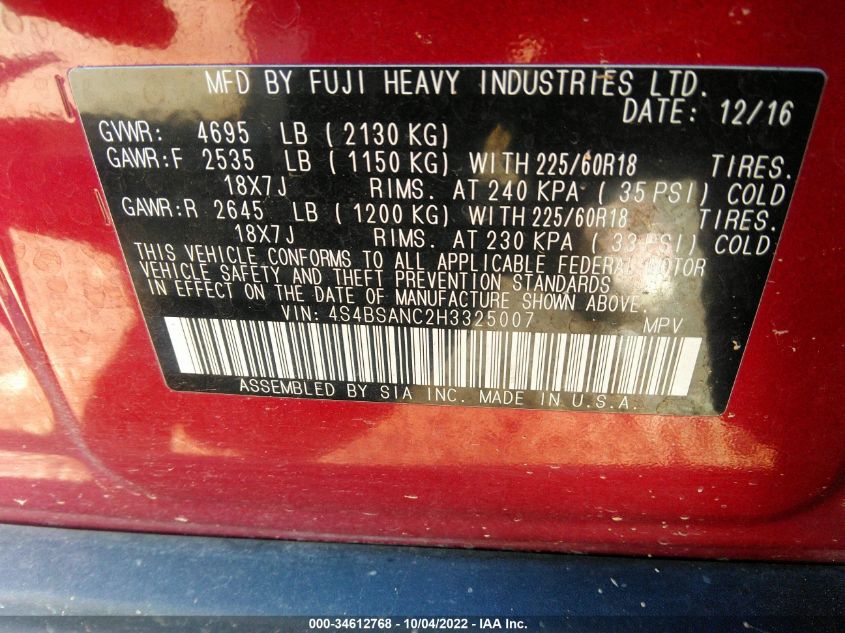 MFD BY FUJI HEAVY INDUSTRIES LTD.
DATE: 12/16
GVWR: 4695 LB ( 2130 KG)
GAWR:F 2535 LB ( 1150 KG) WITH 225/60R18 TIRES.
18X7J RIMS. AT 240 KPA ( 35 PSI) COLD
GAWR:R 2645 LB ( 1200 KG) WITH 225/60R18 TIRES.
18X7J RIMS. AT 230 KPA ( 33 PSI) COLD
THIS VEHICLE CONFORMS TO ALL APPLICABLE FEDERAL MOTOR
VEHICLE SAFETY AND THEFT PREVENTION STANDARDS
IN EFFECT ON THE DATE OF MANUFACTURE SHOWN ABOVE.
VIN: 4S4BSANC2H3325007 MPV
ASSEMBLED BY SIA INC. MADE IN U.S.A.
000-34612768 - 10/04/2022 - IAA Inc.